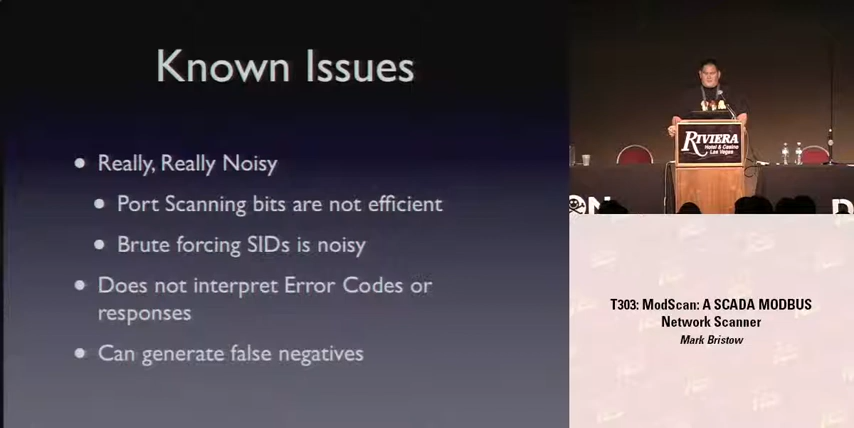 Known Issues
• Really, Really Noisy
• Port Scanning bits are not efficient
• Brute forcing SIDs is noisy
• Does not interpret Error Codes or
responses
• Can generate false negatives
RIVIERA
Hotel & Casino
Las Vegas
T303: ModScan: A SCADA MODBUS
Network Scanner
Mark Bristow